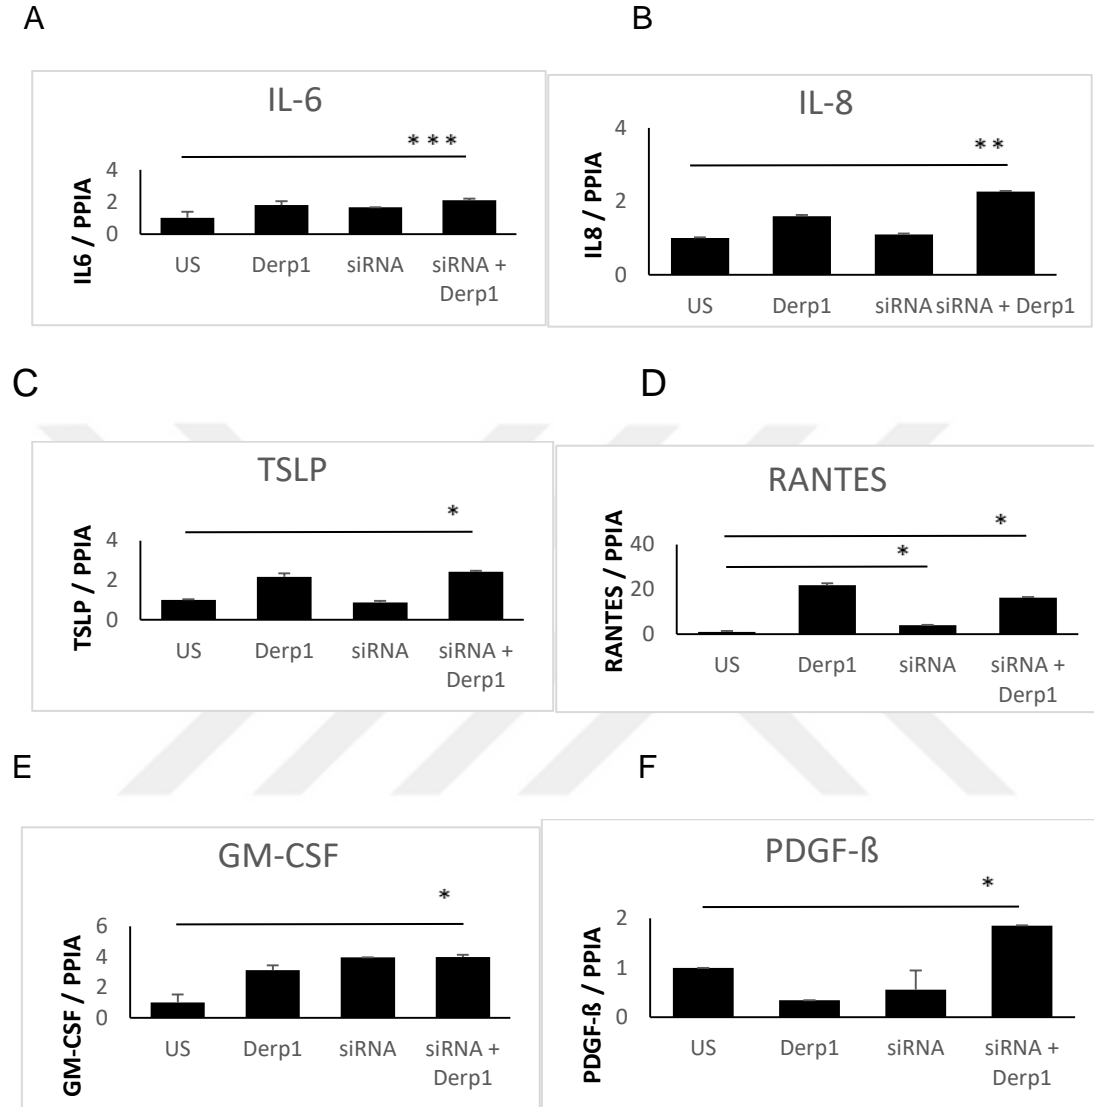 A
IL-6
* * *
IL6 / PPIA
4
2
0
US
Derp1
siRNA
siRNA +
Derp1
B
IL-8
* *
IL8 / PPIA
4
2
0
US
Derp1
siRNA
siRNA + Derp1
C
TSLP
*
TSLP / PPIA
4
2
0
US
Derp1
siRNA
siRNA +
Derp1
D
RANTES
*
*
RANTES / PPIA
40
20
0
US
Derp1
siRNA
siRNA +
Derp1
E
GM-CSF
*
GM-CSF / PPIA
6
4
2
0
US
Derp1
siRNA
siRNA +
Derp1
F
PDGF-ß
*
PDGF-ß / PPIA
2
1
0
US
Derp1
siRNA
siRNA +
Derp1